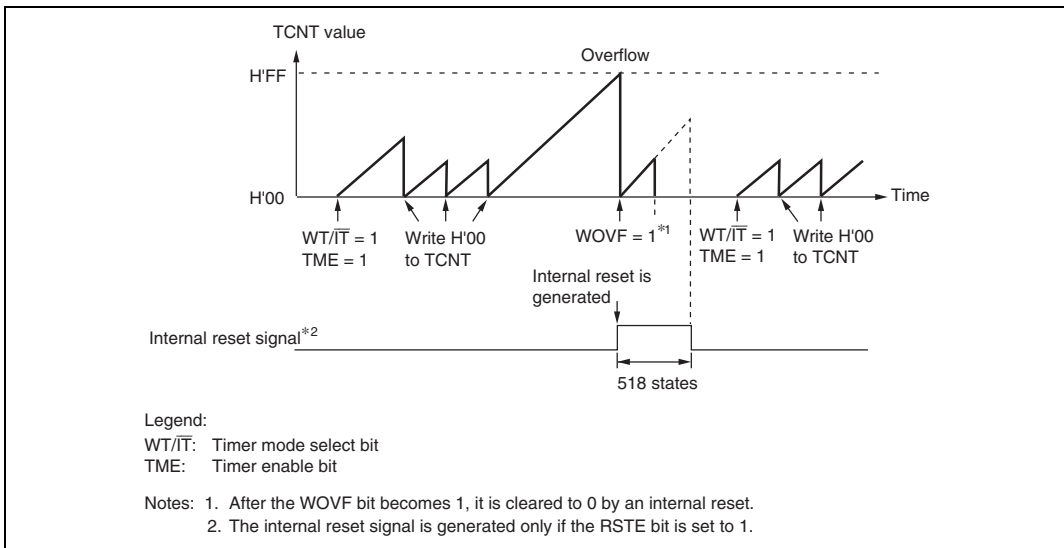 TCNT value
Overflow
H'FF
H'00
Time
WT/I̅T̅ = 1
TME = 1
Write H'00
to TCNT
WOVF = 1*1
WT/I̅T̅ = 1
TME = 1
Write H'00
to TCNT
Internal reset is
generated
Internal reset signal*2
518 states
Legend:
WT/I̅T̅: Timer mode select bit
TME: Timer enable bit
Notes: 1. After the WOVF bit becomes 1, it is cleared to 0 by an internal reset.
2. The internal reset signal is generated only if the RSTE bit is set to 1.